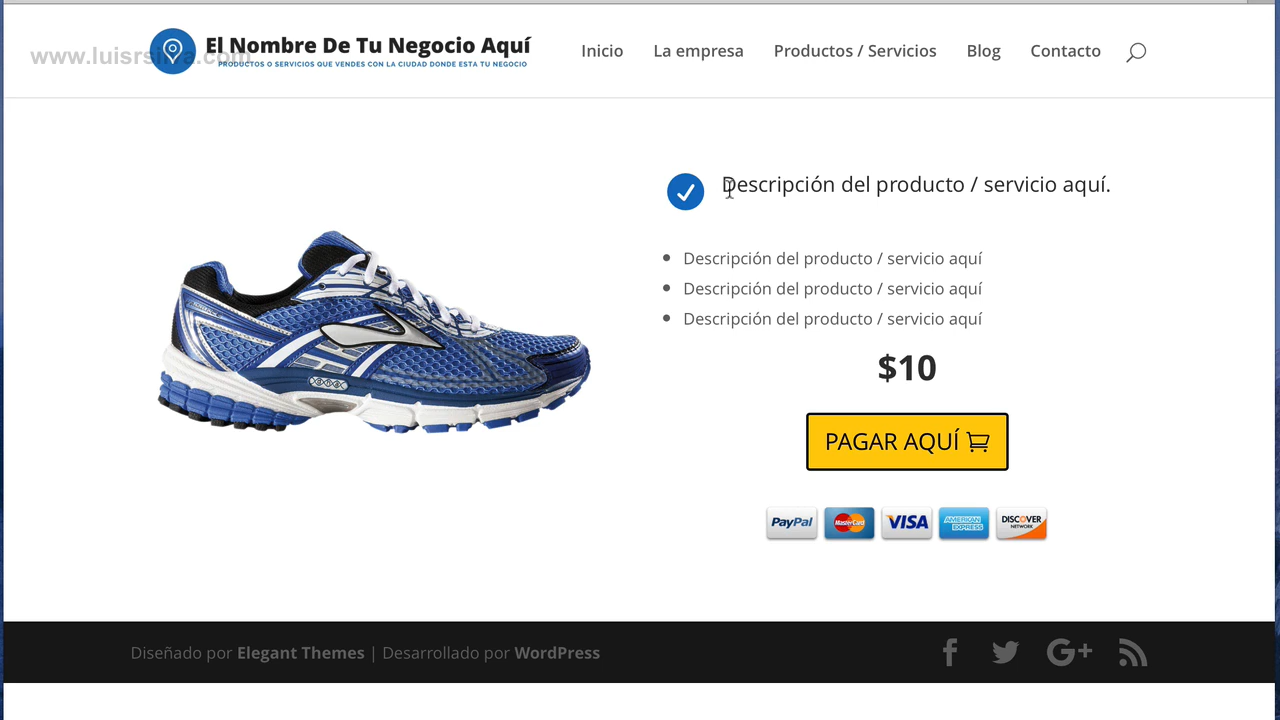 www.luisrsilva.com
El Nombre De Tu Negocio Aquí
PRODUCTOS O SERVICIOS QUE VENDES CON LA CIUDAD DONDE ESTA TU NEGOCIO
Inicio La empresa Productos / Servicios Blog Contacto
Descripción del producto / servicio aquí.
Descripción del producto / servicio aquí
Descripción del producto / servicio aquí
Descripción del producto / servicio aquí
$10
PAGAR AQUÍ
PayPal MasterCard VISA AMERICAN EXPRESS DISCOVER NETWORK
Diseñado por Elegant Themes | Desarrollado por WordPress